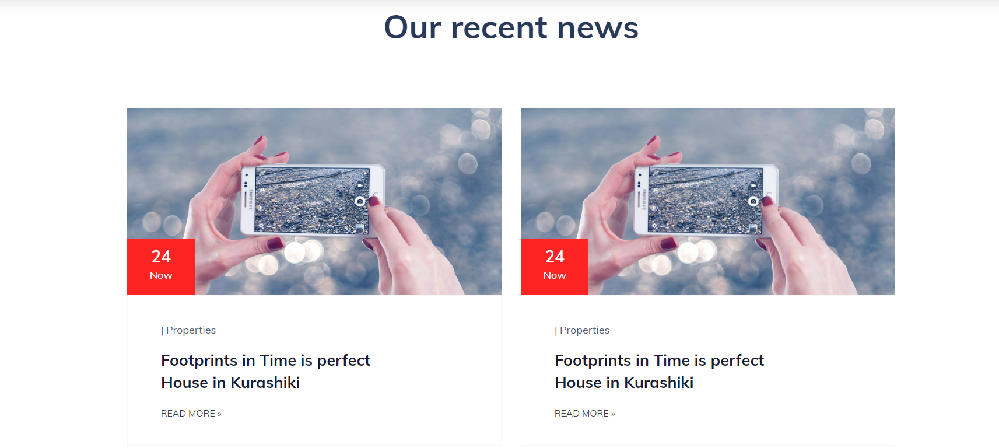 Our recent news
SAMSUNG
24
Now
| Properties
Footprints in Time is perfect
House in Kurashiki
READ MORE »
SAMSUNG
24
Now
| Properties
Footprints in Time is perfect
House in Kurashiki
READ MORE »